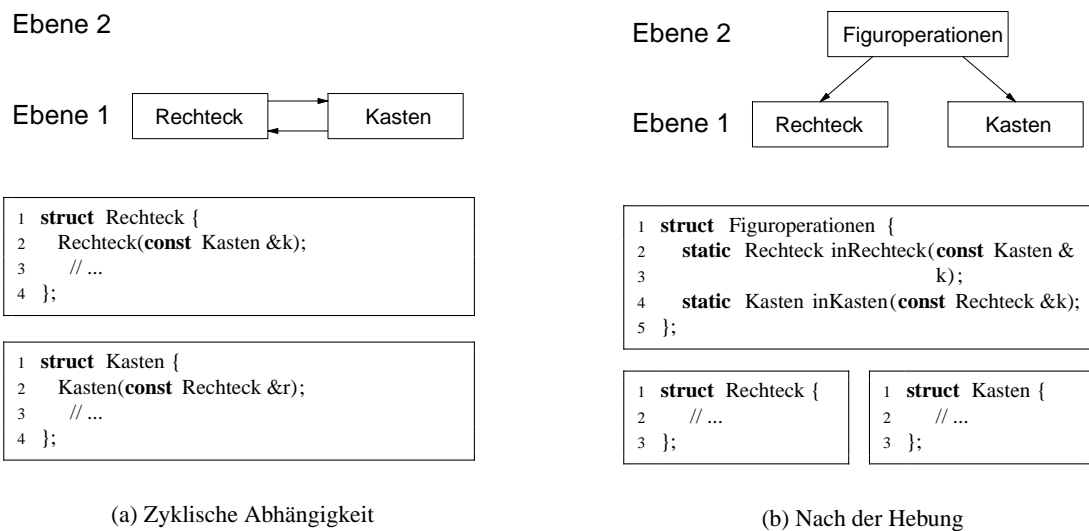 Ebene 2
Ebene 1
Rechteck
Kasten
1 struct Rechteck {
2 Rechteck(const Kasten &k);
3 // ...
4 };
1 struct Kasten {
2 Kasten(const Rechteck &r);
3 // ...
4 };
(a) Zyklische Abhängigkeit
Ebene 2
Figuroperationen
Ebene 1
Rechteck
Kasten
1 struct Figuroperationen {
2 static Rechteck inRechteck(const Kasten &
3 k);
4 static Kasten inKasten(const Rechteck &k);
5 };
1 struct Rechteck {
2 // ...
3 };
1 struct Kasten {
2 // ...
3 };
(b) Nach der Hebung